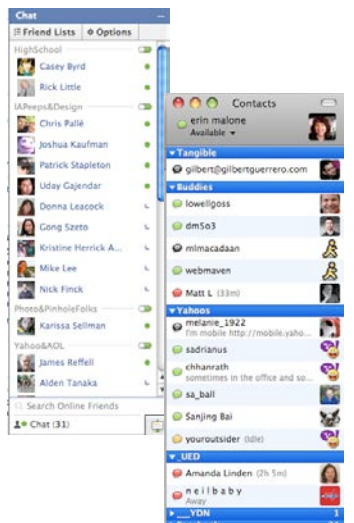 Chat
Friend Lists Options
HighSchool
Casey Byrd
Rick Little
IAPeeps&Design
Chris Pallé
Joshua Kaufman
Patrick Stapleton
Uday Gajendar
Donna Leacock
Gong Szeto
Kristine Herrick A...
Mike Lee
Nick Finck
Photo&PinholeFolks
Karissa Sellman
Yahoo&AOL
James Reffell
Alden Tanaka
Search Online Friends
Chat (31)
Contacts
erin malone
Available
Tangible
gilbert@gilbertguerrero.com
Buddies
lowellgoss
dm5o3
mlmacadaan
webmaven
Matt L (33m)
Yahoos
melanie_1922
I'm mobile http://mobile.yaho...
sadrianus
chhanrath
sometimes in the office and so...
sa_ball
Sanjing Bai
youroutsider (Idle)
_UED
Amanda Linden (2h 5m)
n e i l b a b y
Away
___YDN 1